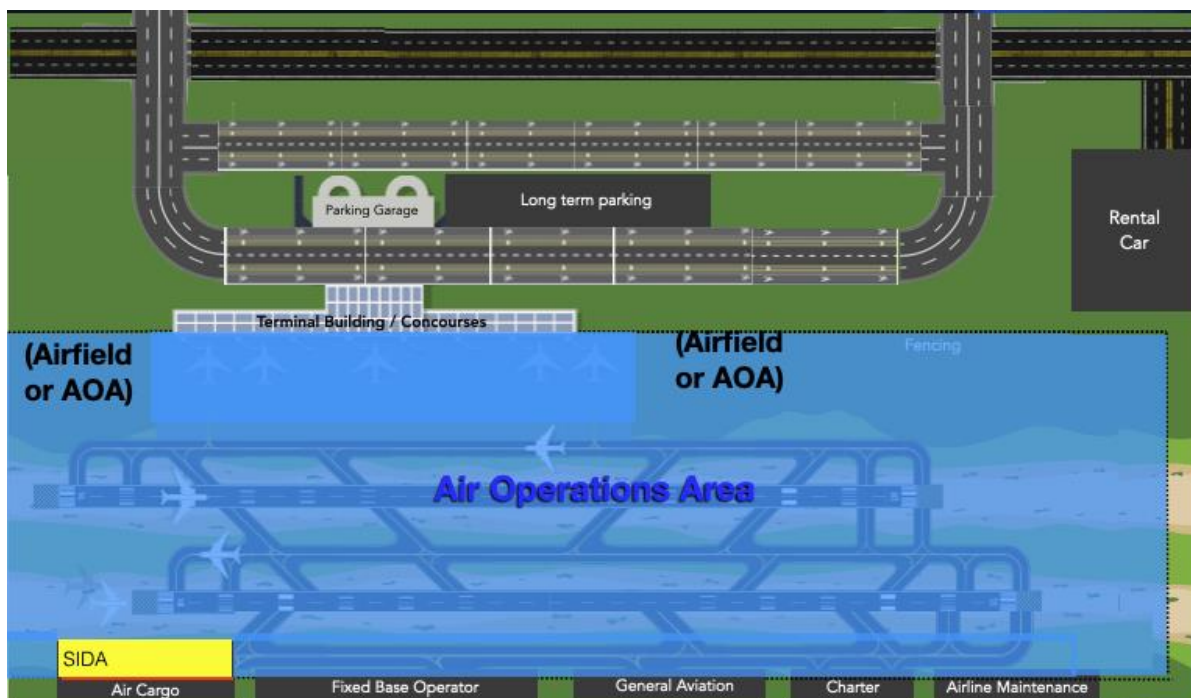 Parking Garage
Long term parking
Rental
Car
Terminal Building / Concourses
(Airfield
or AOA)
(Airfield
or AOA)
Fencing
Air Operations Area
SIDA
Air Cargo
Fixed Base Operator
General Aviation
Charter
Airline Maintenance